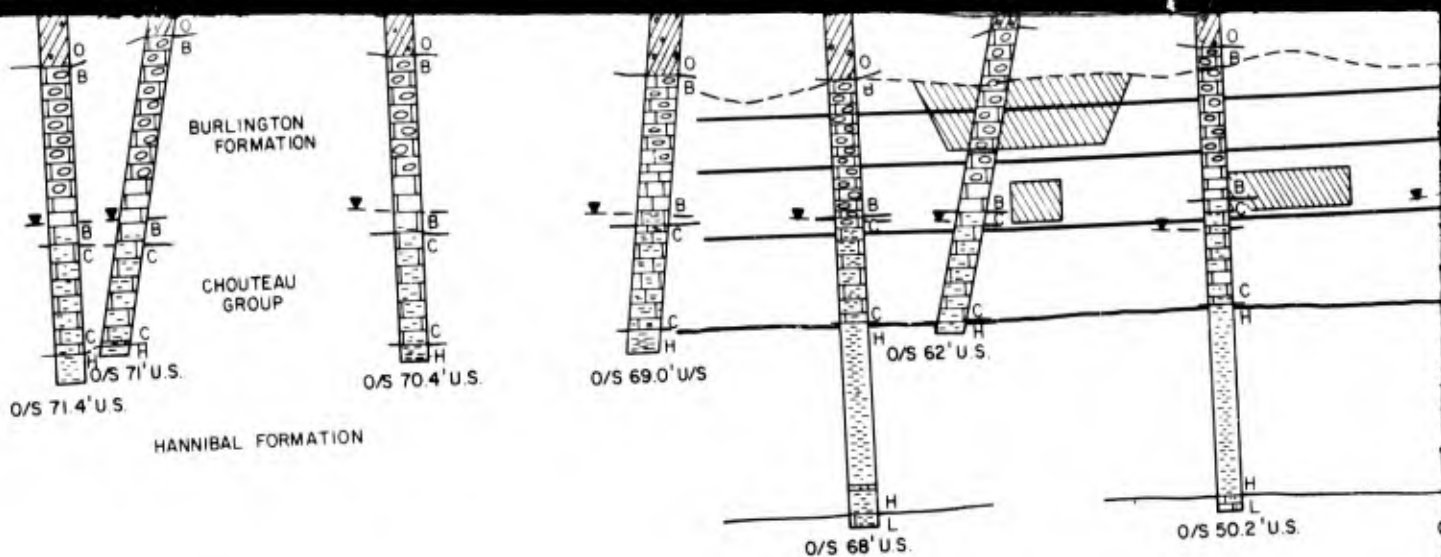 O
B
O
B
O
B
O
B
O
B
O
B
BURLINGTON
FORMATION
B
C
B
C
B
C
B
C
B
C
B
C
B
C
CHOUTEAU
GROUP
C
H
C
H
C
H
C
H
C
H
C
H
O/S 71.4' U.S.
O/S 71' U.S.
O/S 70.4' U.S.
O/S 69.0' U/S
O/S 62' U.S.
HANNIBAL FORMATION
H
L
H
L
O/S 68' U.S.
O/S 50.2' U.S.